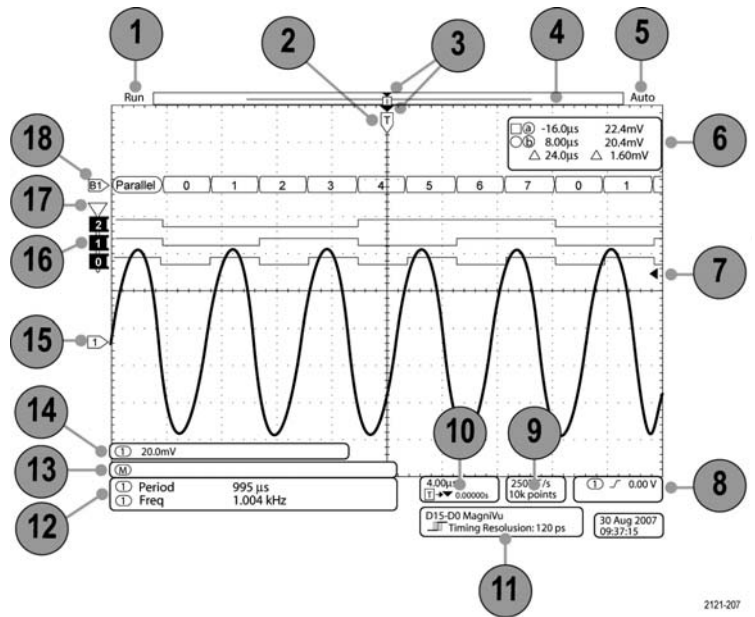 1
2
3
4
5
Run
Auto
T
T
a -16.0µs 22.4mV
b 8.00µs 20.4mV
△ 24.0µs △ 1.60mV
6
18
B1 Parallel 0 1 2 3 4 5 6 7 0 1
17
2
16
1
0
7
15
1
14
1 20.0mV
10
9
13
M
4.00µs
T→▼ 0.00000s
10k points
1 0.00 V
8
12
1 Period 995 µs
1 Freq 1.004 kHz
D15-D0 MagniVu
Timing Resolution: 120 ps
30 Aug 2007
09:37:15
11
2121-207